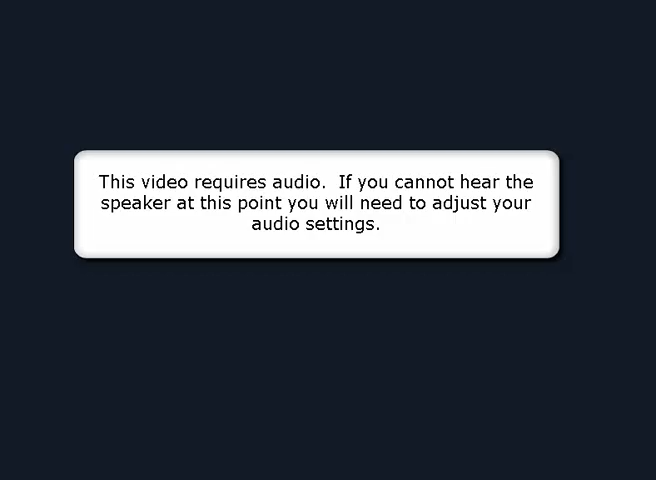 This video requires audio.  If you cannot hear the
speaker at this point you will need to adjust your
audio settings.